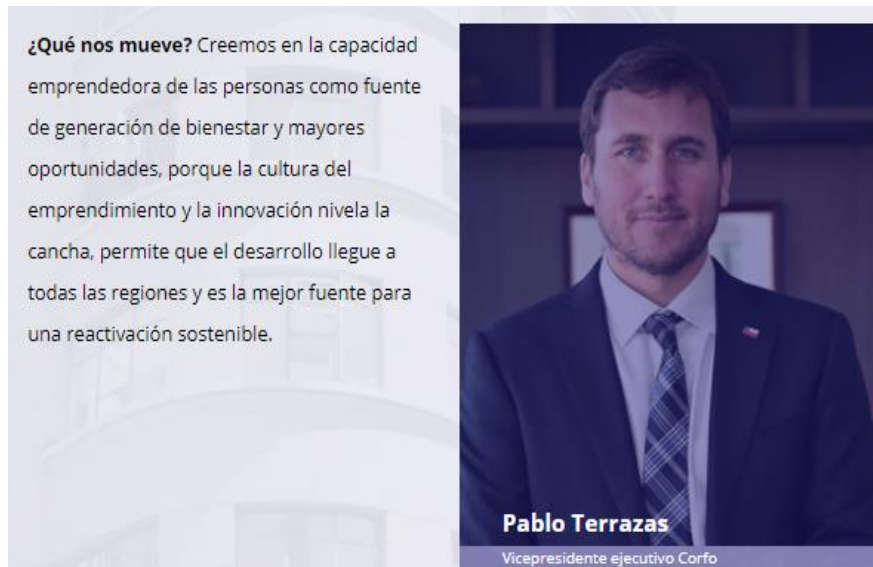 ¿Qué nos mueve? Creemos en la capacidad
emprendedora de las personas como fuente
de generación de bienestar y mayores
oportunidades, porque la cultura del
emprendimiento y la innovación nivela la
cancha, permite que el desarrollo llegue a
todas las regiones y es la mejor fuente para
una reactivación sostenible.
Pablo Terrazas
Vicepresidente ejecutivo Corfo